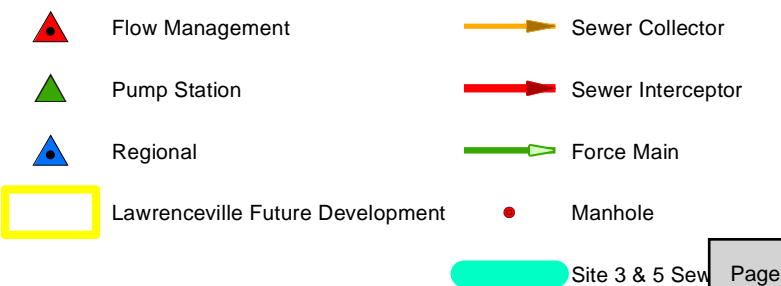 Flow Management
Sewer Collector
Pump Station
Sewer Interceptor
Regional
Force Main
Lawrenceville Future Development
Manhole
Site 3 & 5 Sew
Page